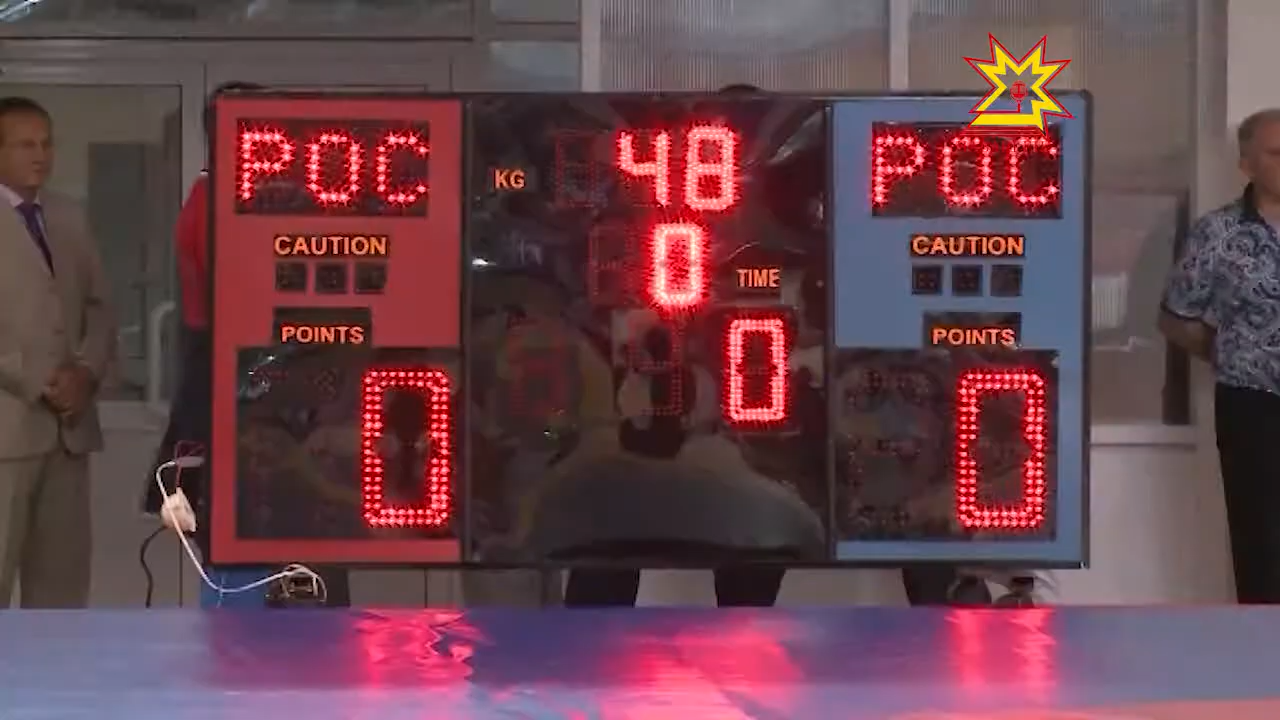 РОС
KG 48
РОС
CAUTION
0
TIME
CAUTION
POINTS
0
POINTS
0
0